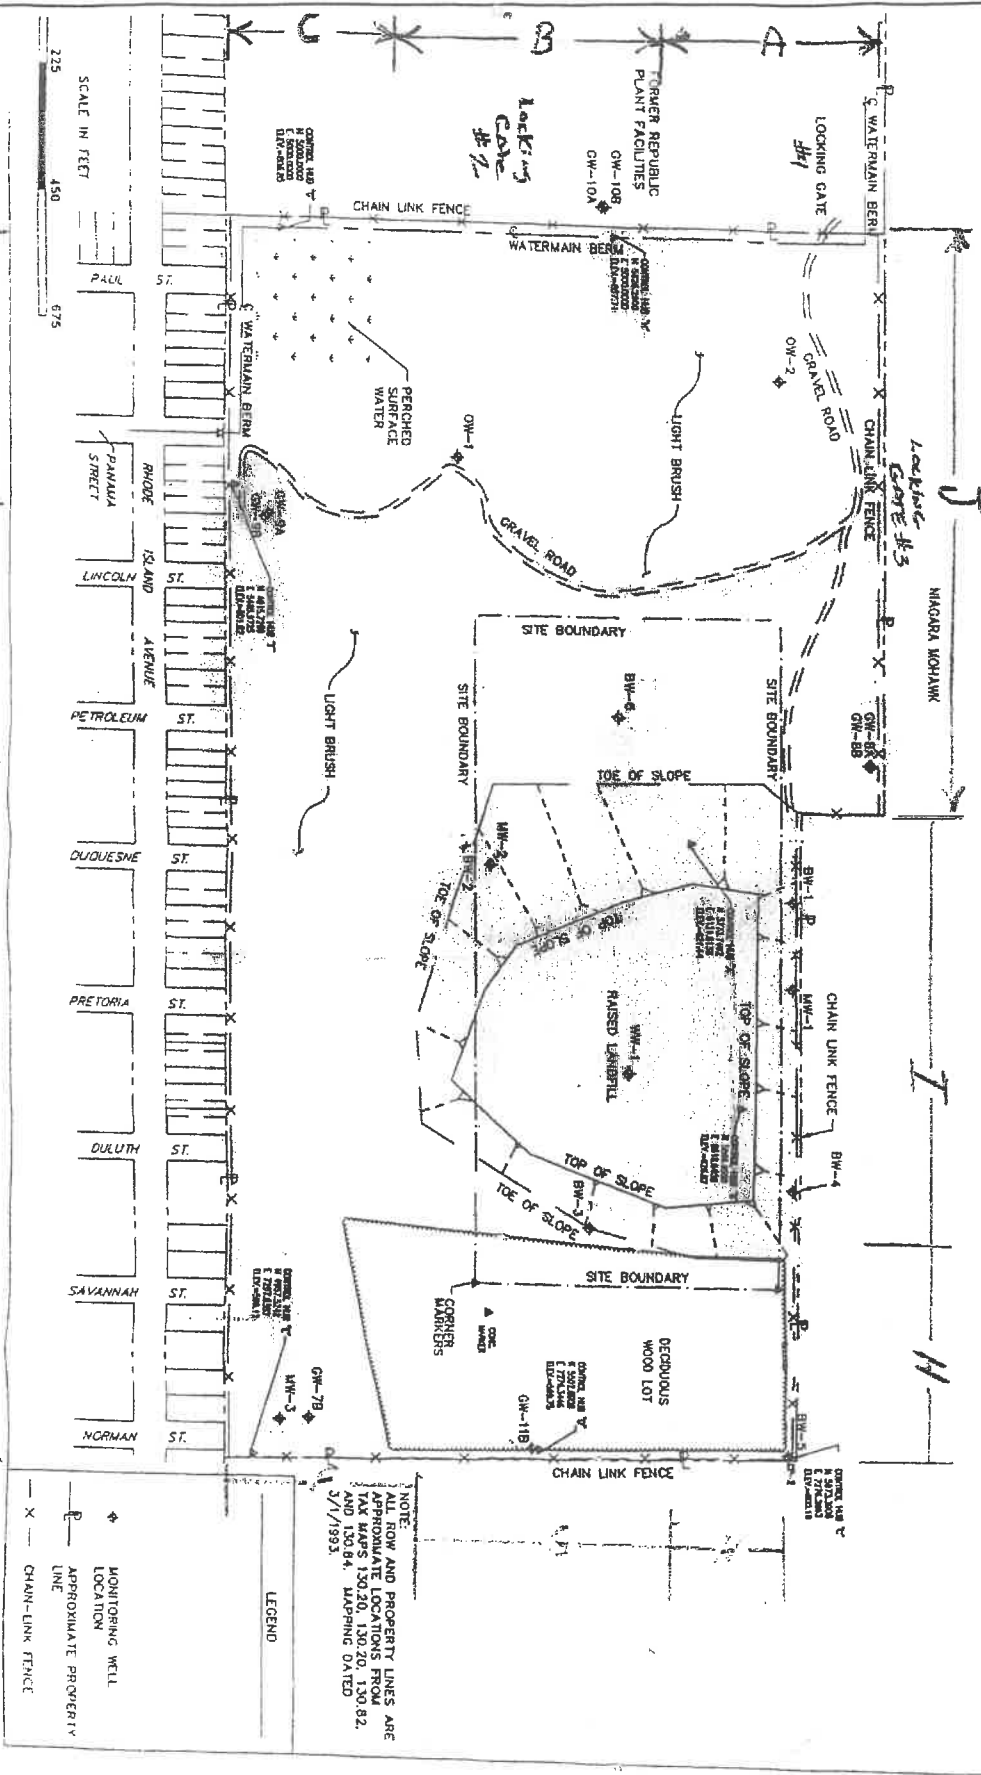 A
B
C
J
I
H
℄ WATERMAIN BERM
LOCKING GATE
#1
FORMER REPUBLIC
PLANT FACILITIES
GW-10B
GW-10A
Locking
Gate
#2
CHAIN LINK FENCE
WATERMAIN BERM
GRAVEL ROAD
OW-2
CHAIN LINK FENCE
Locking
GATE #3
NIAGARA MOHAWK
GW-8A
GW-8B
LIGHT BRUSH
OW-1
GRAVEL ROAD
PERCHED
SURFACE
WATER
℄ WATERMAIN BERM
GW-9A
GW-9B
LIGHT BRUSH
SITE BOUNDARY
SITE BOUNDARY
SITE BOUNDARY
BW-6
TOE OF SLOPE
MW-2
BW-2
TOE OF SLOPE
TOP OF SLOPE
RAISED LANDFILL
WW-1
TOP OF SLOPE
BW-1
MW-1
CHAIN LINK FENCE
BW-4
TOP OF SLOPE
BW-3
TOE OF SLOPE
SITE BOUNDARY
CORNER
MARKERS
CONC.
MARKER
DECIDUOUS
WOOD LOT
GW-11B
BW-5
CHAIN LINK FENCE
GW-7B
MW-3
PAUL ST.
PANAMA
STREET
RHODE ISLAND AVENUE
LINCOLN ST.
PETROLEUM ST.
DUQUESNE ST.
PRETORIA ST.
DULUTH ST.
SAVANNAH ST.
NORMAN ST.
225 450 675
SCALE IN FEET
NOTE:
ALL ROW AND PROPERTY LINES ARE
APPROXIMATE LOCATIONS FROM
TAX MAPS 130.20, 130.20, 130.82,
AND 130.84. MAPPING DATED
3/1/1993.
LEGEND
MONITORING WELL
LOCATION
APPROXIMATE PROPERTY
LINE
CHAIN-LINK FENCE